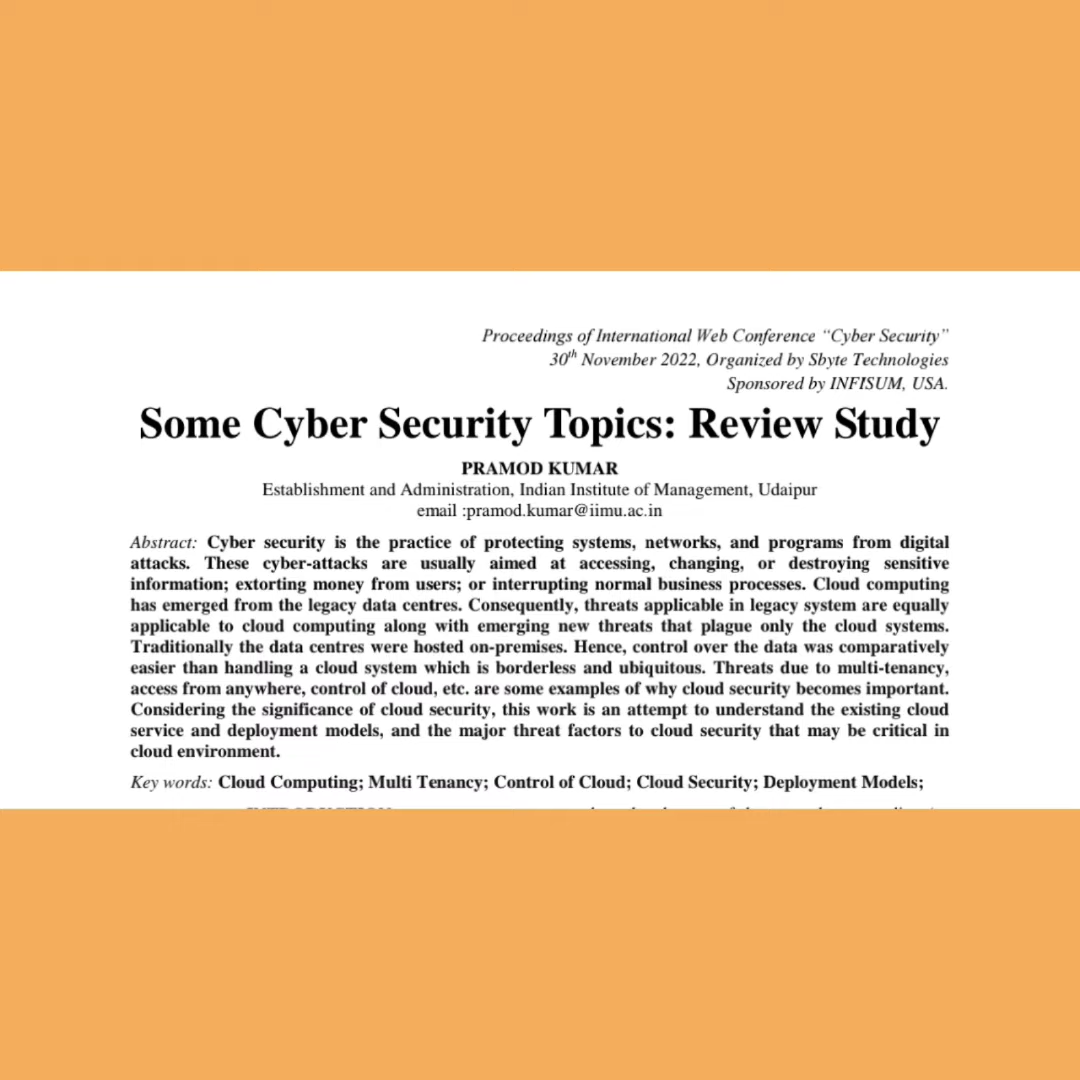 Proceedings of International Web Conference “Cyber Security”
30th November 2022, Organized by Sbyte Technologies
Sponsored by INFISUM, USA.
Some Cyber Security Topics: Review Study
PRAMOD KUMAR
Establishment and Administration, Indian Institute of Management, Udaipur
email :pramod.kumar@iimu.ac.in
Abstract: Cyber security is the practice of protecting systems, networks, and programs from digital
attacks. These cyber-attacks are usually aimed at accessing, changing, or destroying sensitive
information; extorting money from users; or interrupting normal business processes. Cloud computing
has emerged from the legacy data centres. Consequently, threats applicable in legacy system are equally
applicable to cloud computing along with emerging new threats that plague only the cloud systems.
Traditionally the data centres were hosted on-premises. Hence, control over the data was comparatively
easier than handling a cloud system which is borderless and ubiquitous. Threats due to multi-tenancy,
access from anywhere, control of cloud, etc. are some examples of why cloud security becomes important.
Considering the significance of cloud security, this work is an attempt to understand the existing cloud
service and deployment models, and the major threat factors to cloud security that may be critical in
cloud environment.
Key words: Cloud Computing; Multi Tenancy; Control of Cloud; Cloud Security; Deployment Models;